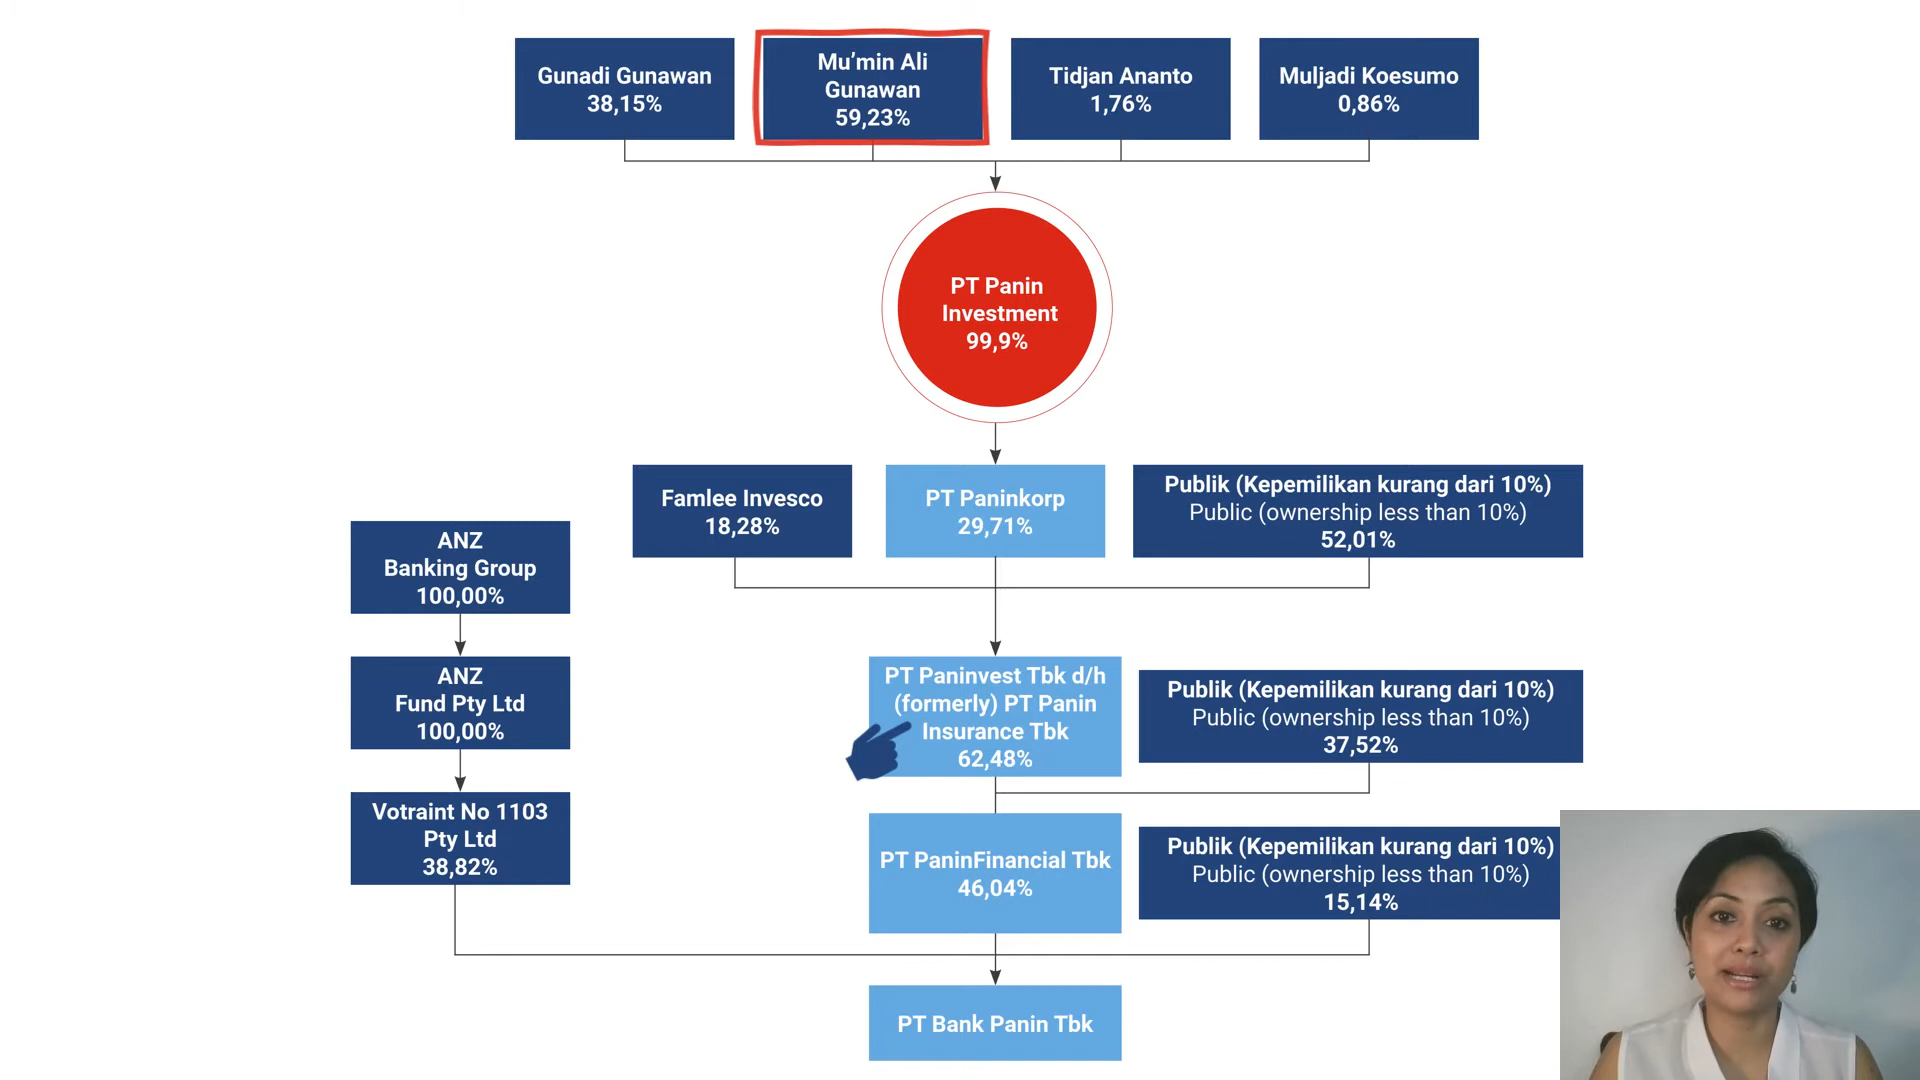 Gunadi Gunawan
38,15%
Mu’min Ali
Gunawan
59,23%
Tidjan Ananto
1,76%
Muljadi Koesumo
0,86%
PT Panin
Investment
99,9%
Famlee Invesco
18,28%
PT Paninkorp
29,71%
Publik (Kepemilikan kurang dari 10%)
Public (ownership less than 10%)
52,01%
ANZ
Banking Group
100,00%
ANZ
Fund Pty Ltd
100,00%
Votraint No 1103
Pty Ltd
38,82%
PT Paninvest Tbk d/h
(formerly) PT Panin
Insurance Tbk
62,48%
Publik (Kepemilikan kurang dari 10%)
Public (ownership less than 10%)
37,52%
PT PaninFinancial Tbk
46,04%
Publik (Kepemilikan kurang dari 10%)
Public (ownership less than 10%)
15,14%
PT Bank Panin Tbk